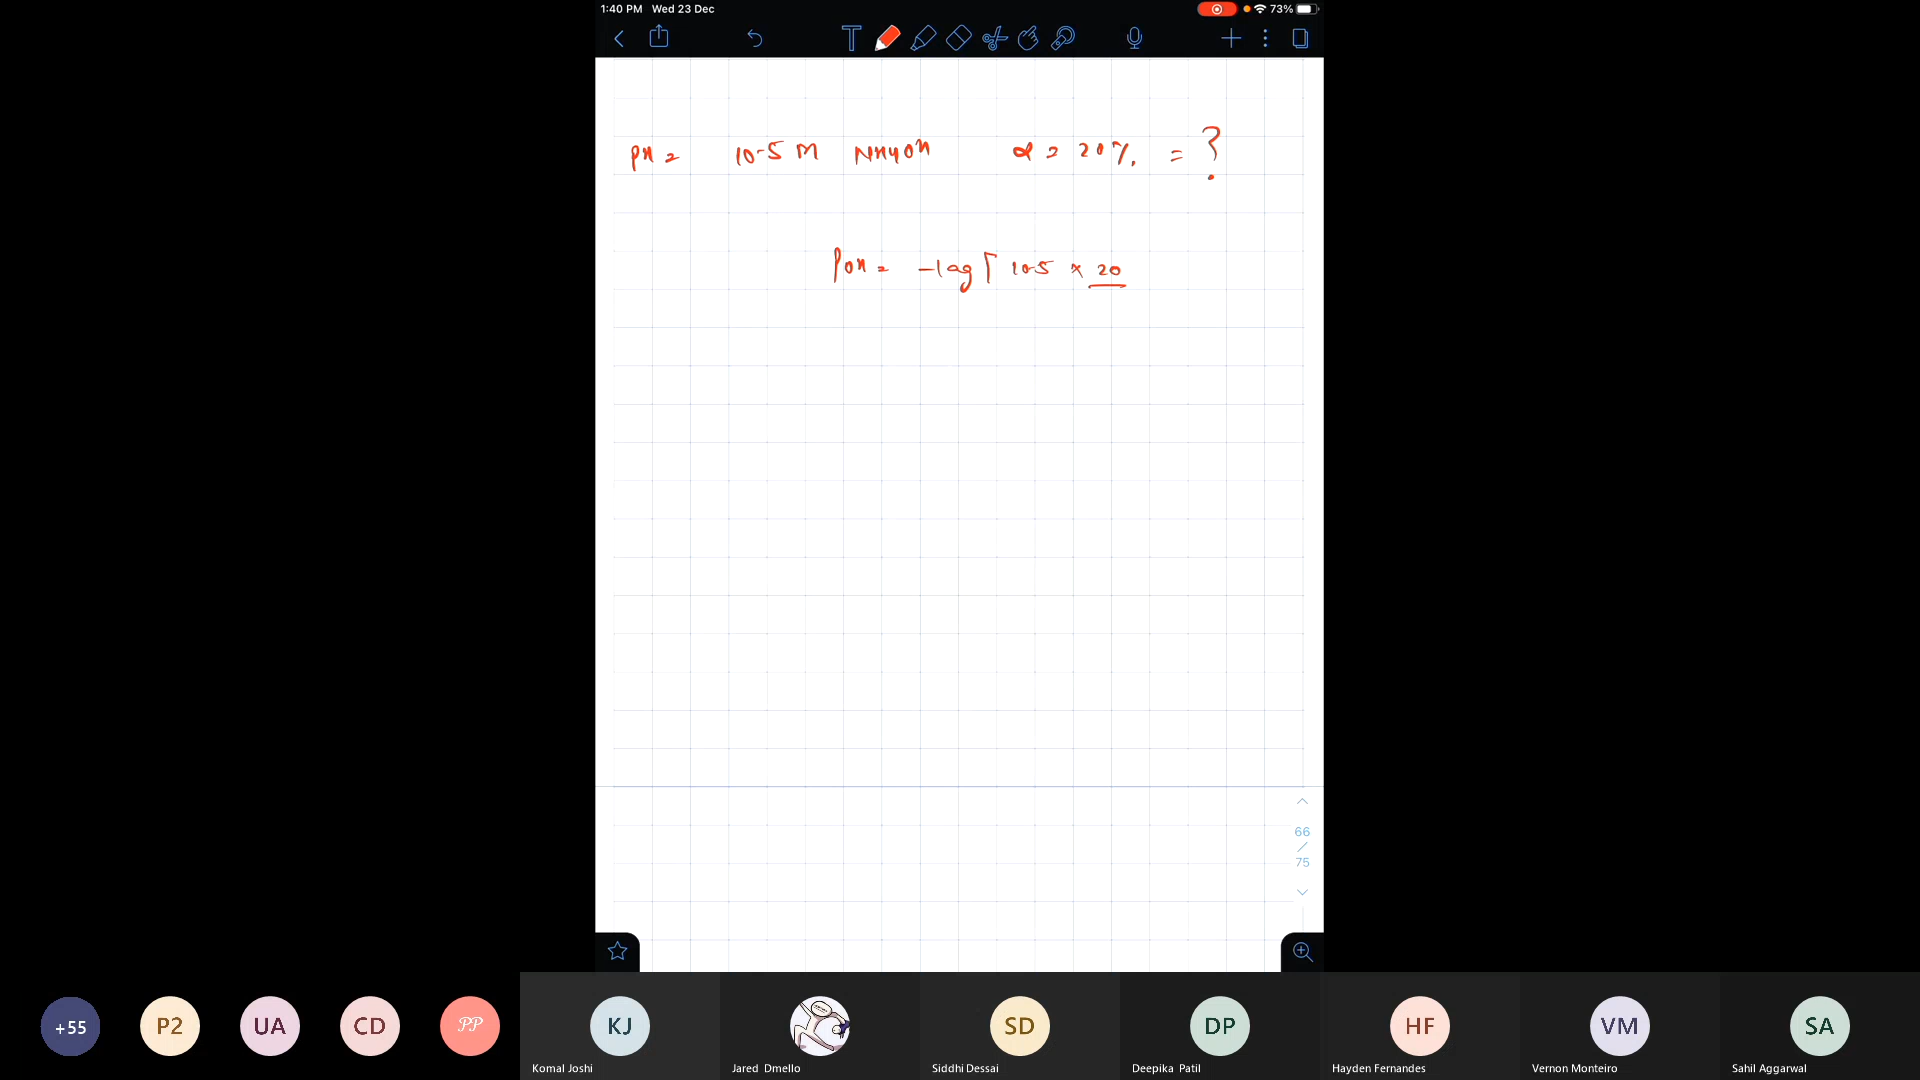 1:40 PM Wed 23 Dec
73%
PH = 10.5 M NH4OH α = 20% = ?
POH = -log [ 10.5 × 20
66
/
75
+55 P2 UA CD PP KJ SD DP HF VM SA
Komal Joshi Jared Dmello Siddhi Dessai Deepika Patil Hayden Fernandes Vernon Monteiro Sahil Aggarwal